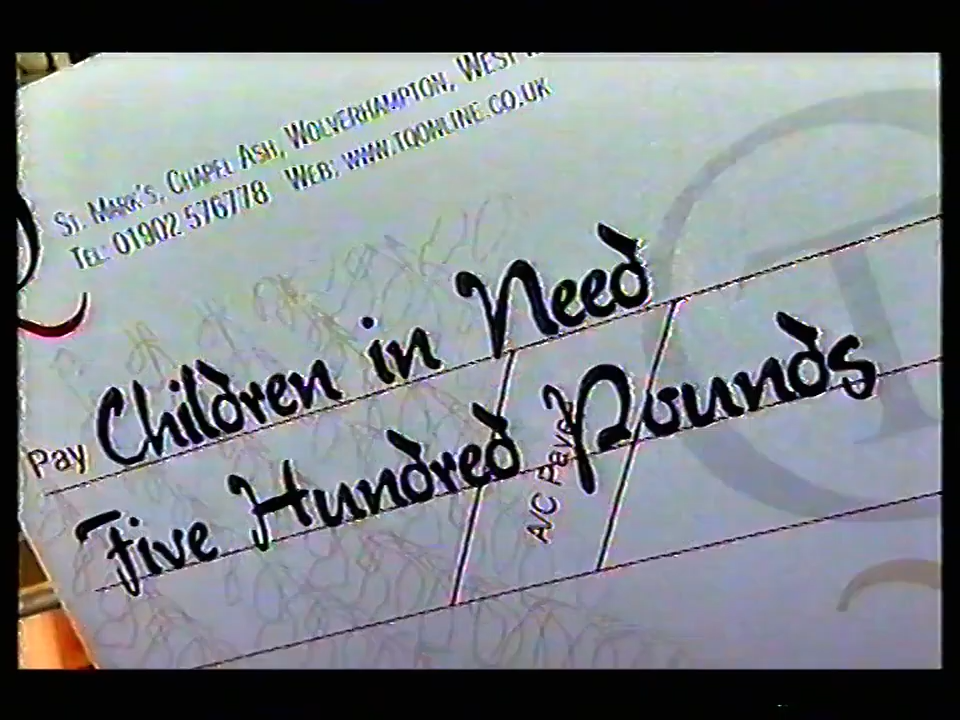 St. Mark's, Chapel Ash, Wolverhampton, West
Tel: 01902 576778 Web: www.tqonline.co.uk
Pay Children in Need
Five Hundred Pounds
A/C Payee